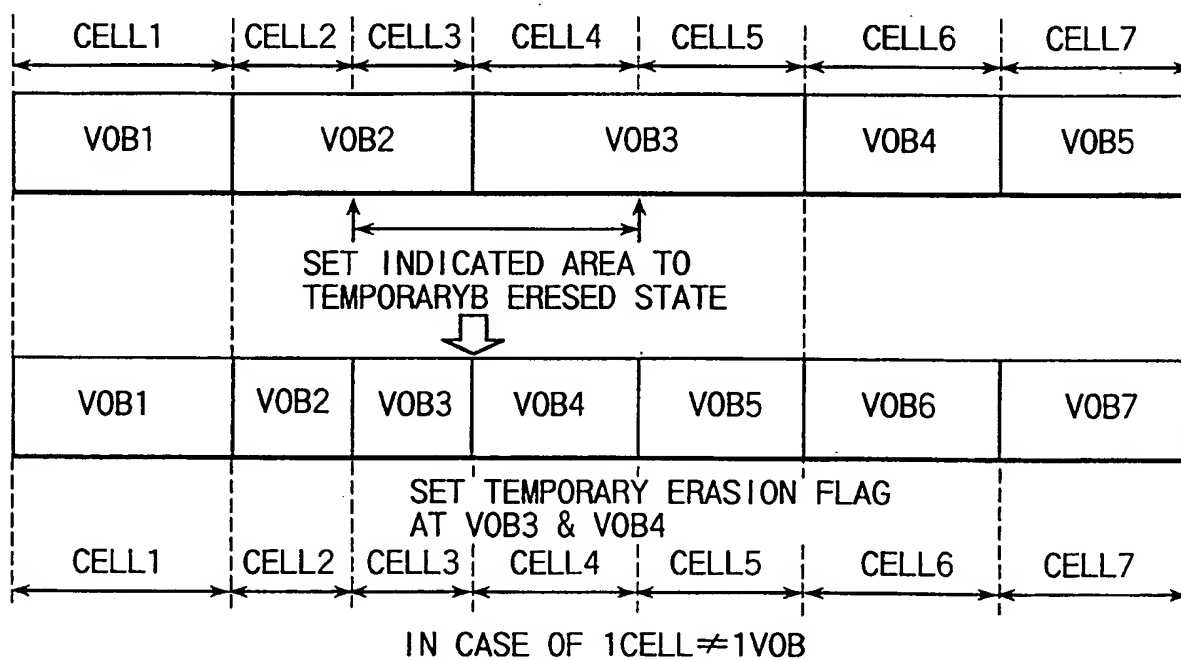 CELL1 CELL2 CELL3 CELL4 CELL5 CELL6 CELL7
VOB1 VOB2 VOB3 VOB4 VOB5
SET INDICATED AREA TO
TEMPORARYB ERESED STATE
VOB1 VOB2 VOB3 VOB4 VOB5 VOB6 VOB7
SET TEMPORARY ERASION FLAG
AT VOB3 & VOB4
CELL1 CELL2 CELL3 CELL4 CELL5 CELL6 CELL7
IN CASE OF 1CELL≠1VOB